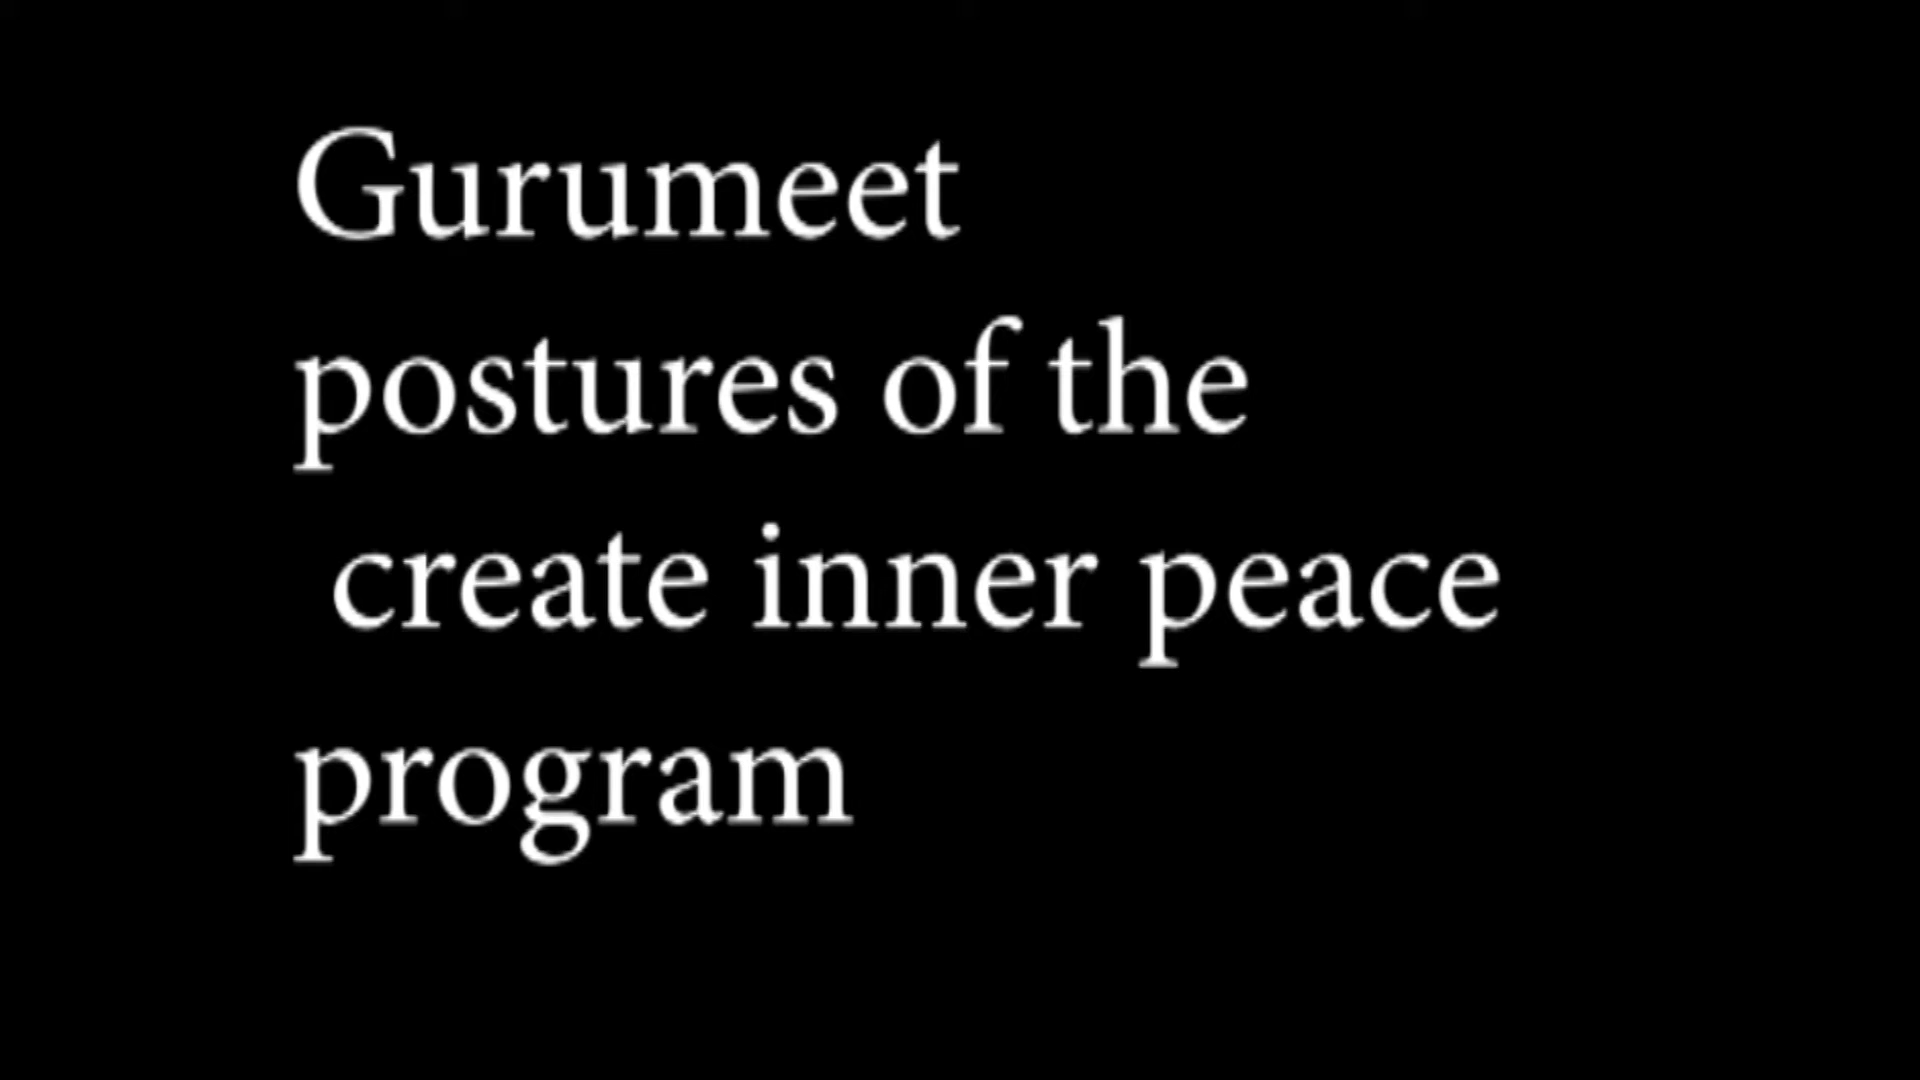 Gurumeet
postures of the
create inner peace
program